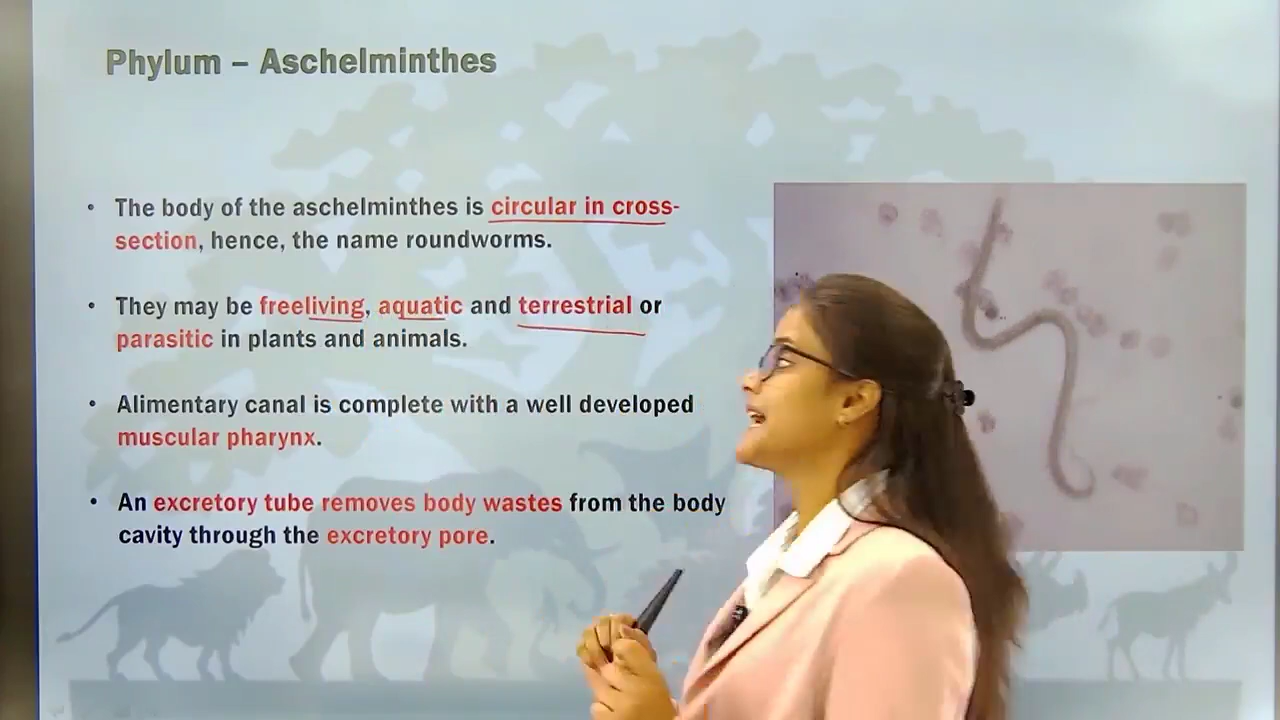 Phylum – Aschelminthes
• The body of the aschelminthes is circular in cross-
section, hence, the name roundworms.
• They may be freeliving, aquatic and terrestrial or
parasitic in plants and animals.
• Alimentary canal is complete with a well developed
muscular pharynx.
• An excretory tube removes body wastes from the body
cavity through the excretory pore.